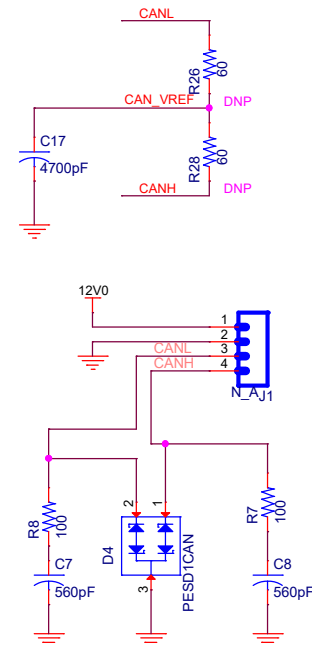 CANL
R26
60
CAN_VREF
DNP
C17
4700pF
R28
60
CANH
DNP
12V0
1
2
CANL
3
CANH
4
N_A
J1
R8
100
2
1
R7
100
D4
PESD1CAN
C7
560pF
3
C8
560pF